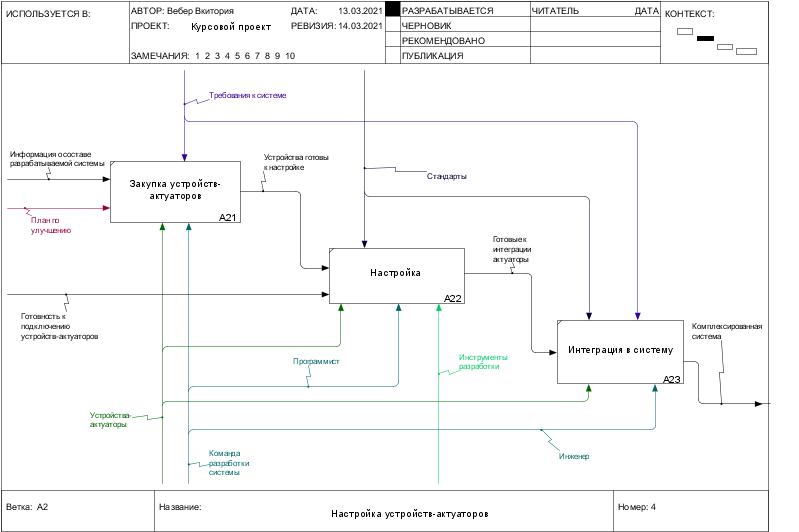 ИСПОЛЬЗУЕТСЯ В:
АВТОР: Вебер Вкитория
ДАТА: 13.03.2021
РАЗРАБАТЫВАЕТСЯ
ЧИТАТЕЛЬ
ДАТА
КОНТЕКСТ:
ПРОЕКТ: Курсовой проект
РЕВИЗИЯ: 14.03.2021
ЧЕРНОВИК
РЕКОМЕНДОВАНО
ЗАМЕЧАНИЯ: 1 2 3 4 5 6 7 8 9 10
ПУБЛИКАЦИЯ
Требования к системе
Информация о составе
разрабатываемой системы
Устройства готовы
к настройке
Стандарты
Закупка устройств-
актуаторов
A21
План по
улучшению
Готовые к
интеграции
актуаторы
Настройка
A22
Готовность к
подключению
устройств-актуаторов
Комплексированная
система
Интеграция в систему
A23
Программист
Инструменты
разработки
Устройства-
актуаторы
Команда
разработки
системы
Инженер
Ветка: A2
Название:
Настройка устройств-актуаторов
Номер: 4